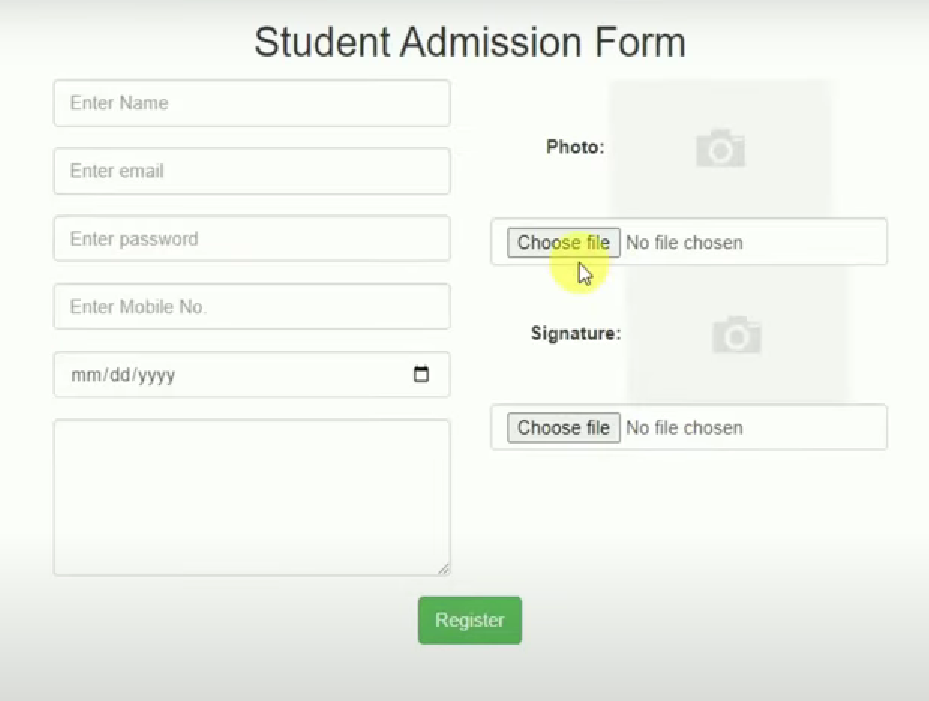 Student Admission Form
Enter Name
Enter email
Enter password
Enter Mobile No.
mm/dd/yyyy
Photo:
Choose file No file chosen
Signature:
Choose file No file chosen
Register